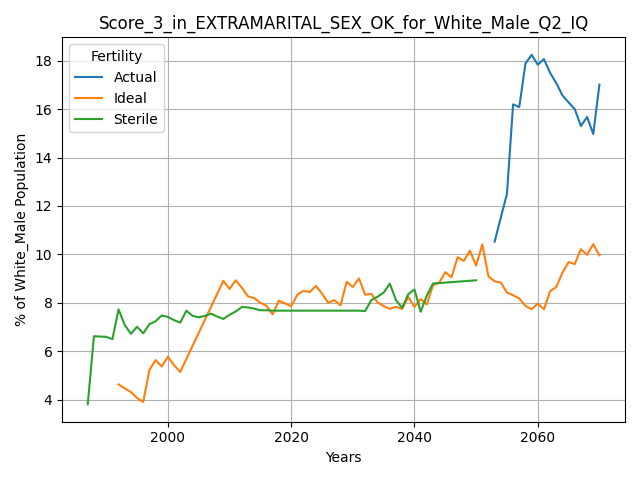 Score_3_in_EXTRAMARITAL_SEX_OK_for_White_Male_Q2_IQ
Fertility
Actual
Ideal
Sterile
% of White_Male Population
18
16
14
12
10
8
6
4
2000
2020
2040
2060
Years